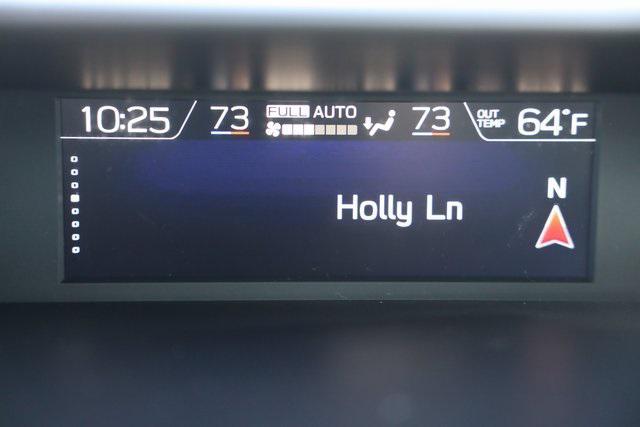 10:25 73 FULL AUTO 73 OUT TEMP 64°F
Holly Ln
N